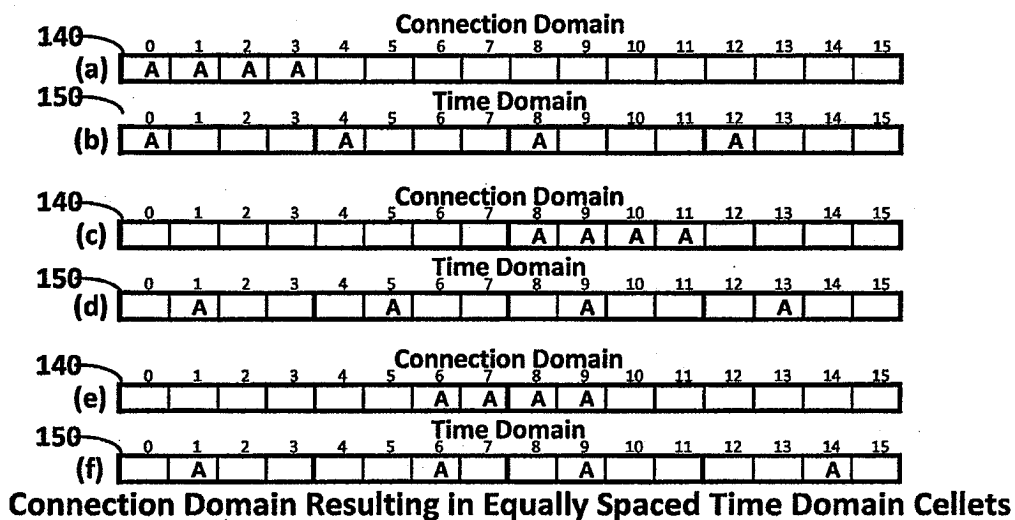 Connection Domain
140
0 1 2 3 4 5 6 7 8 9 10 11 12 13 14 15
(a) A A A A
150
Time Domain
0 1 2 3 4 5 6 7 8 9 10 11 12 13 14 15
(b) A A A A
Connection Domain
140
0 1 2 3 4 5 6 7 8 9 10 11 12 13 14 15
(c) A A A A
Time Domain
150
0 1 2 3 4 5 6 7 8 9 10 11 12 13 14 15
(d) A A A A
Connection Domain
140
0 1 2 3 4 5 6 7 8 9 10 11 12 13 14 15
(e) A A A A
Time Domain
150
0 1 2 3 4 5 6 7 8 9 10 11 12 13 14 15
(f) A A A A
Connection Domain Resulting in Equally Spaced Time Domain Cellets